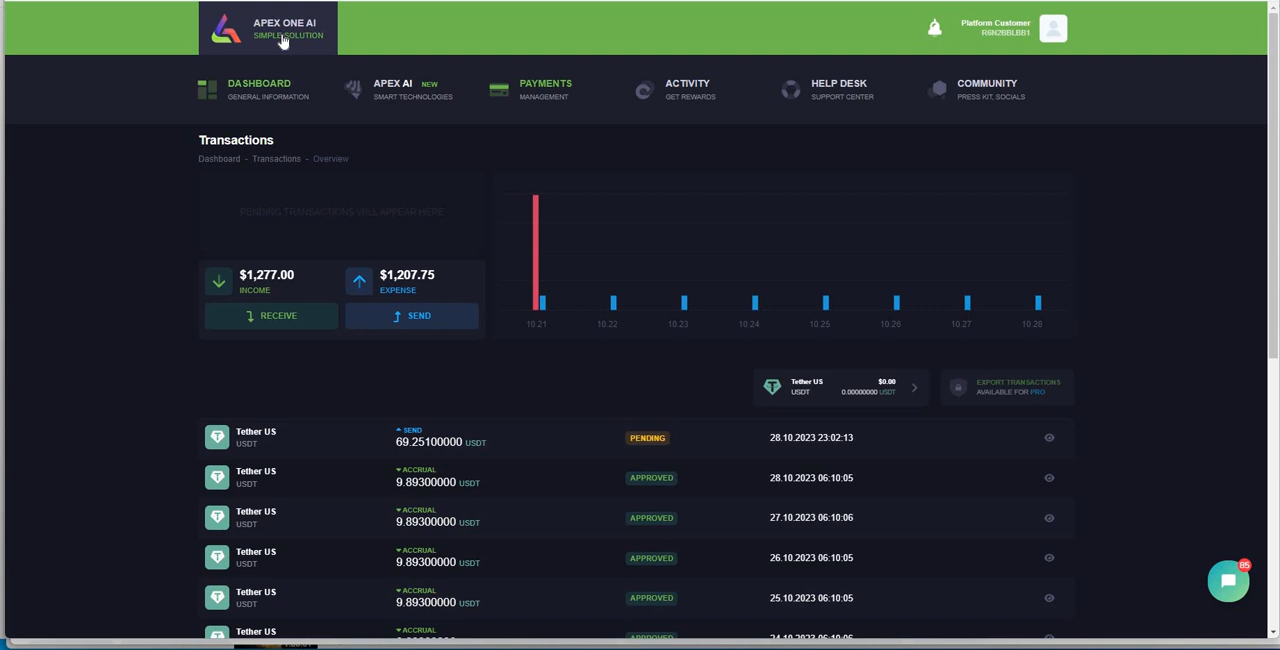 APEX ONE AI
SIMPLE SOLUTION
Platform Customer
R6N2BBLBB1
DASHBOARD
GENERAL INFORMATION
APEX AI NEW
SMART TECHNOLOGIES
PAYMENTS
MANAGEMENT
ACTIVITY
GET REWARDS
HELP DESK
SUPPORT CENTER
COMMUNITY
PRESS KIT, SOCIALS
Transactions
Dashboard - Transactions - Overview
PENDING TRANSACTIONS WILL APPEAR HERE
$1,277.00
INCOME
$1,207.75
EXPENSE
RECEIVE
SEND
10.21 10.22 10.23 10.24 10.25 10.26 10.27 10.28
Tether US $0.00
USDT 0.00000000 USDT
EXPORT TRANSACTIONS
AVAILABLE FOR PRO
Tether US
USDT
SEND
69.25100000 USDT
PENDING
28.10.2023 23:02:13
Tether US
USDT
ACCRUAL
9.89300000 USDT
APPROVED
28.10.2023 06:10:05
Tether US
USDT
ACCRUAL
9.89300000 USDT
APPROVED
27.10.2023 06:10:06
Tether US
USDT
ACCRUAL
9.89300000 USDT
APPROVED
26.10.2023 06:10:05
Tether US
USDT
ACCRUAL
9.89300000 USDT
APPROVED
25.10.2023 06:10:05
Tether US
ACCRUAL
APPROVED
24.10.2023 06:10:06
85